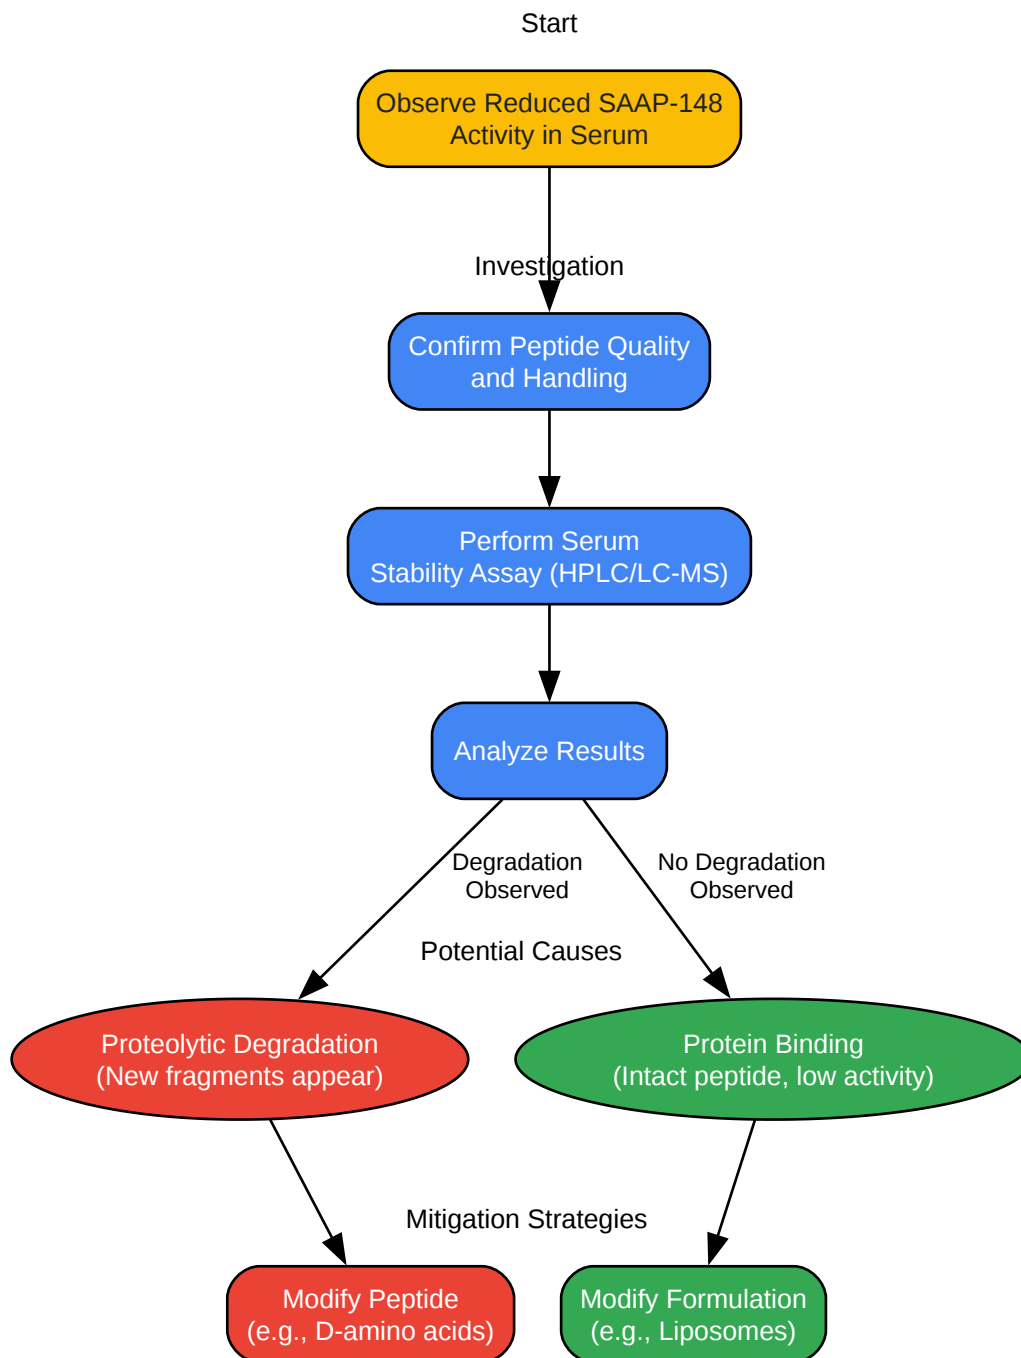 Start
Observe Reduced SAAP-148
Activity in Serum
Investigation
Confirm Peptide Quality
and Handling
Perform Serum
Stability Assay (HPLC/LC-MS)
Analyze Results
Degradation
Observed
No Degradation
Observed
Potential Causes
Proteolytic Degradation
(New fragments appear)
Protein Binding
(Intact peptide, low activity)
Mitigation Strategies
Modify Peptide
(e.g., D-amino acids)
Modify Formulation
(e.g., Liposomes)